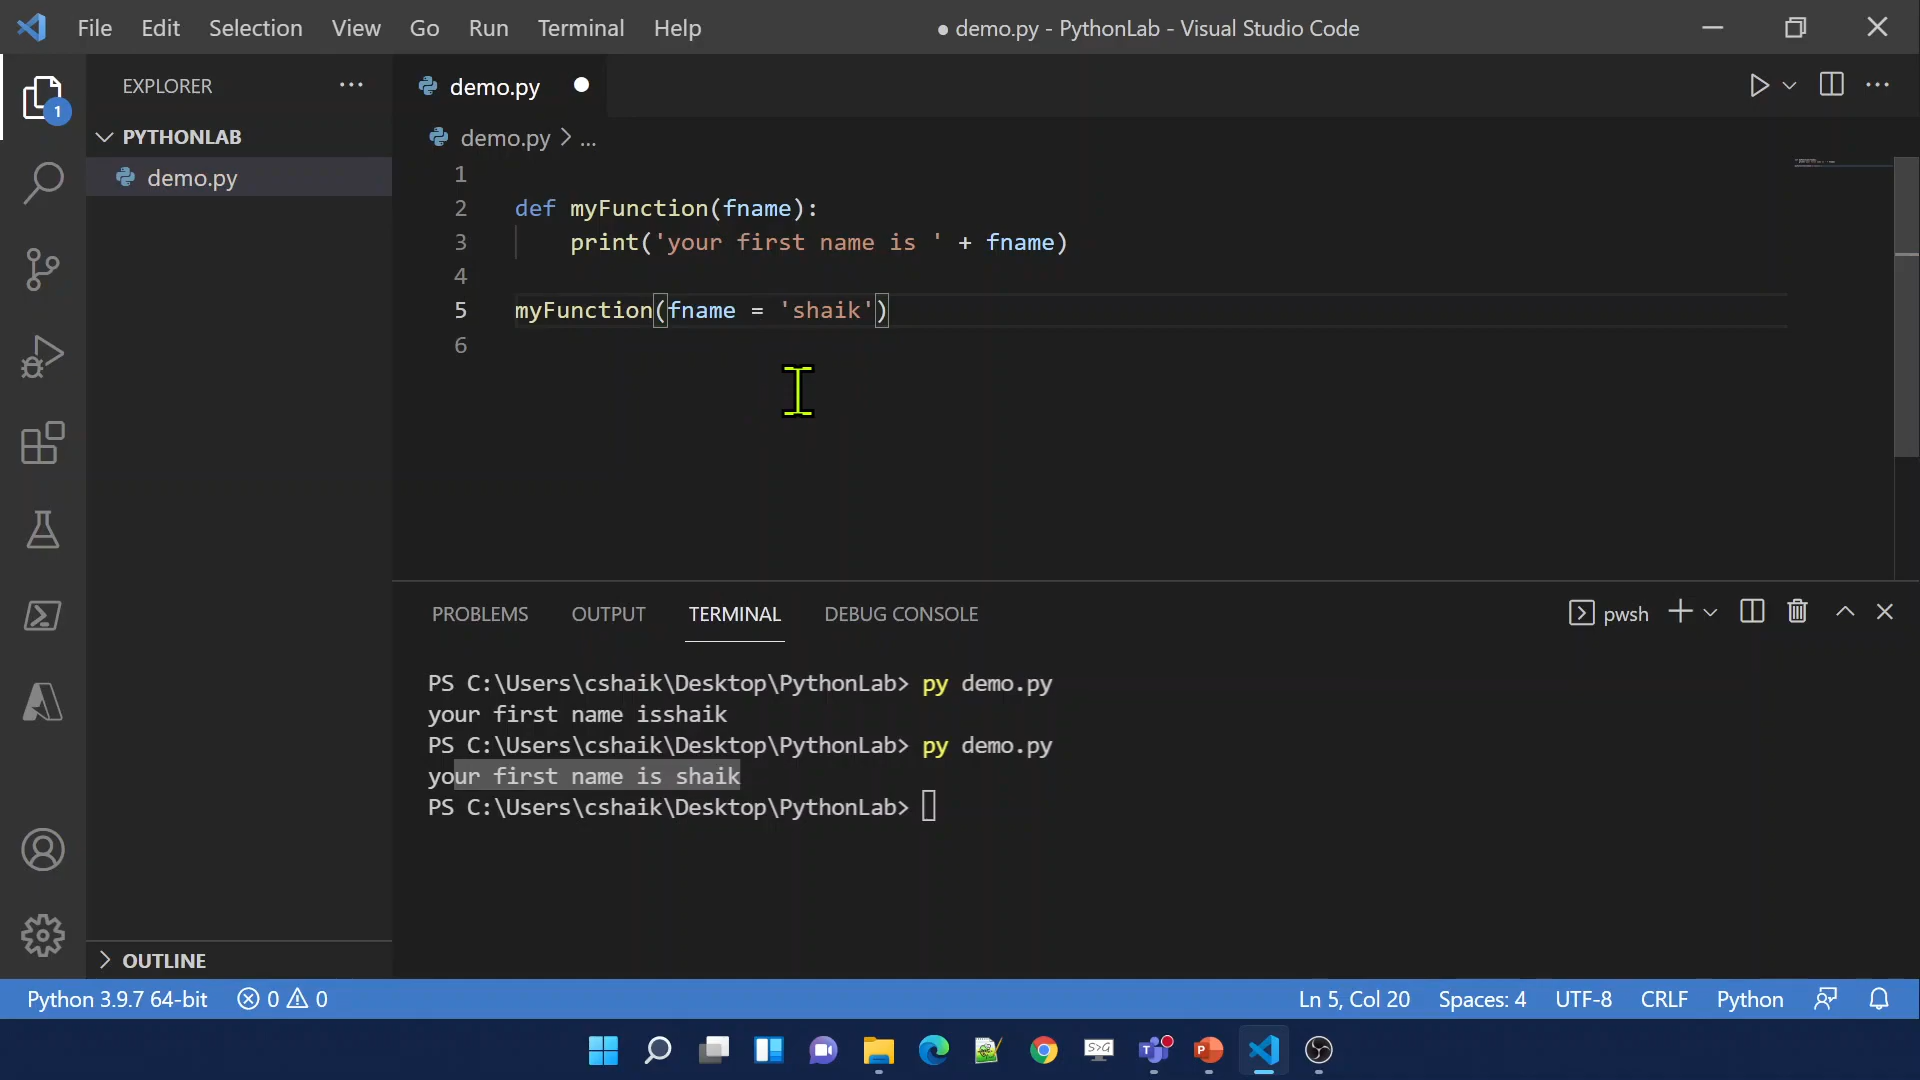 File Edit Selection View Go Run Terminal Help ● demo.py - PythonLab - Visual Studio Code
EXPLORER
demo.py
1
PYTHONLAB
demo.py > ...
demo.py
1
2 def myFunction(fname):
3 print('your first name is ' + fname)
4
5 myFunction(fname = 'shaik')
6
PROBLEMS OUTPUT TERMINAL DEBUG CONSOLE pwsh
PS C:\Users\cshaik\Desktop\PythonLab> py demo.py
your first name isshaik
PS C:\Users\cshaik\Desktop\PythonLab> py demo.py
your first name is shaik
PS C:\Users\cshaik\Desktop\PythonLab>
OUTLINE
Python 3.9.7 64-bit 0 0 Ln 5, Col 20 Spaces: 4 UTF-8 CRLF Python
S>G